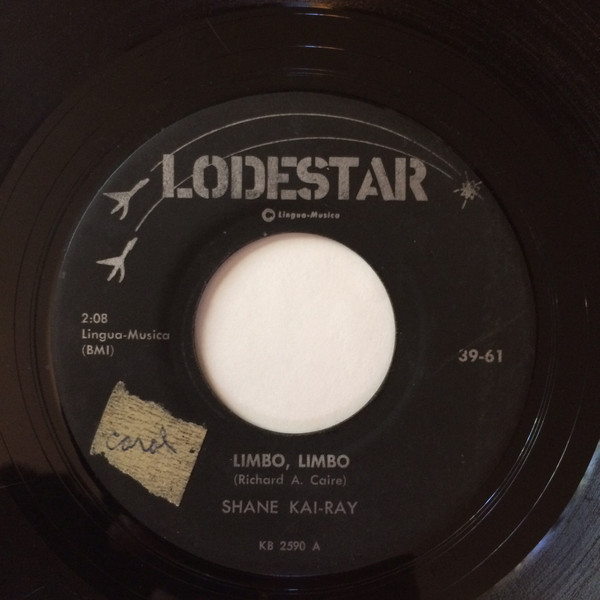 LODESTAR
© Lingua-Musica
2:08
Lingua-Musica
(BMI)
39-61
carol
LIMBO, LIMBO
(Richard A. Caire)
SHANE KAI-RAY
KB 2590 A